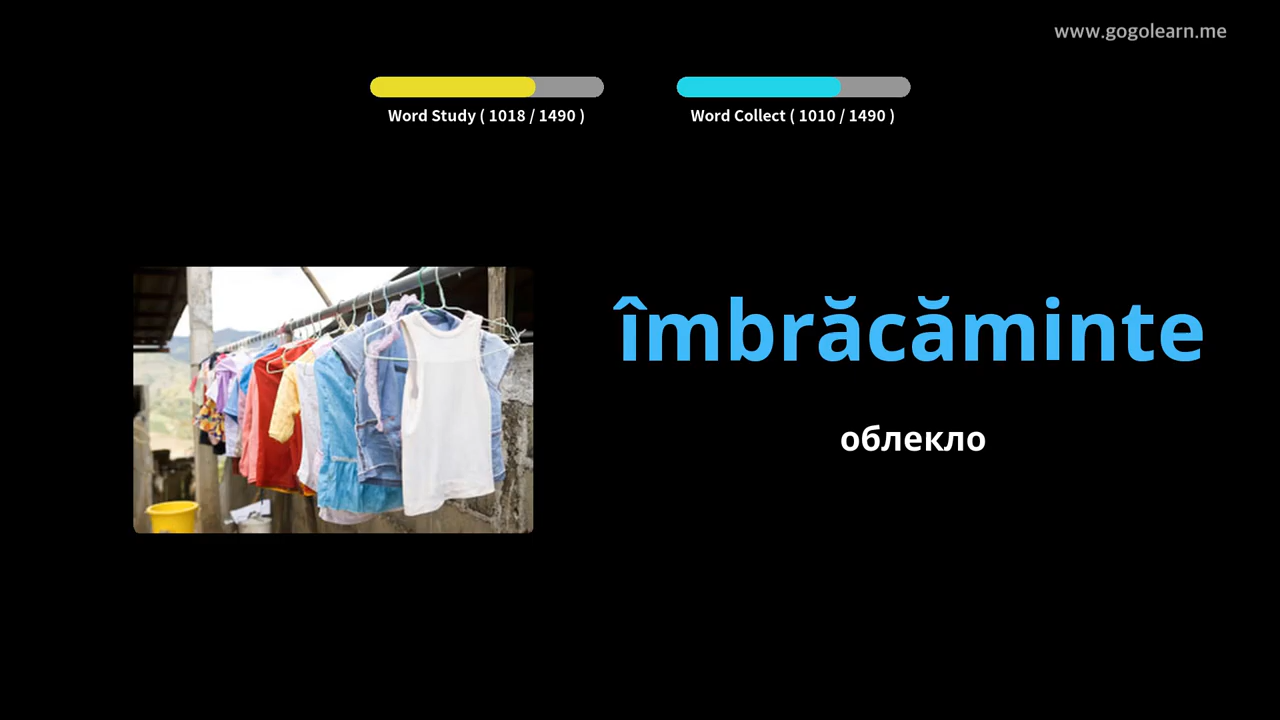 www.gogolearn.me
Word Study ( 1018 / 1490 )
Word Collect ( 1010 / 1490 )
îmbrăcăminte
облекло